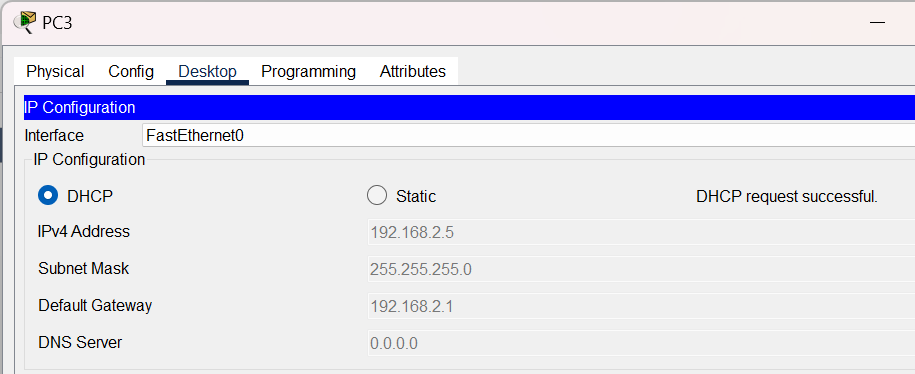 PC3
Physical Config Desktop Programming Attributes
IP Configuration
Interface FastEthernet0
IP Configuration
DHCP Static DHCP request successful.
IPv4 Address 192.168.2.5
Subnet Mask 255.255.255.0
Default Gateway 192.168.2.1
DNS Server 0.0.0.0